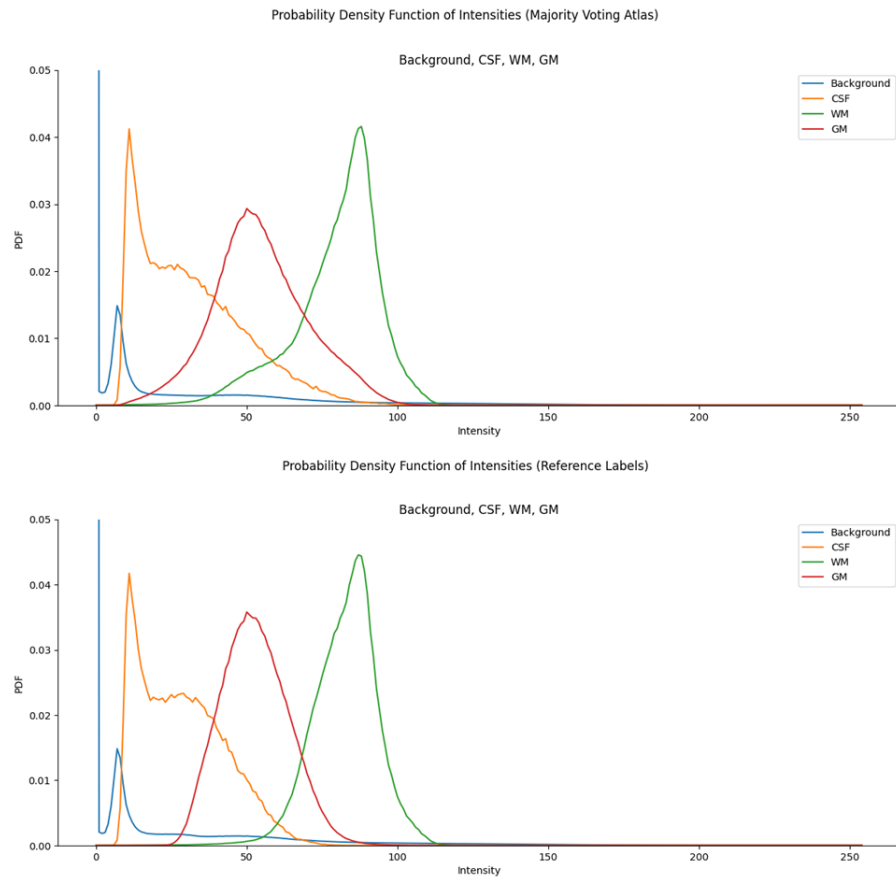 Probability Density Function of Intensities (Majority Voting Atlas)
Background, CSF, WM, GM
0.05
0.04
0.03
0.02
0.01
0.00
PDF
0
50
100
150
200
250
Intensity
Background
CSF
WM
GM
Probability Density Function of Intensities (Reference Labels)
Background, CSF, WM, GM
0.05
0.04
0.03
0.02
0.01
0.00
PDF
0
50
100
150
200
250
Intensity
Background
CSF
WM
GM